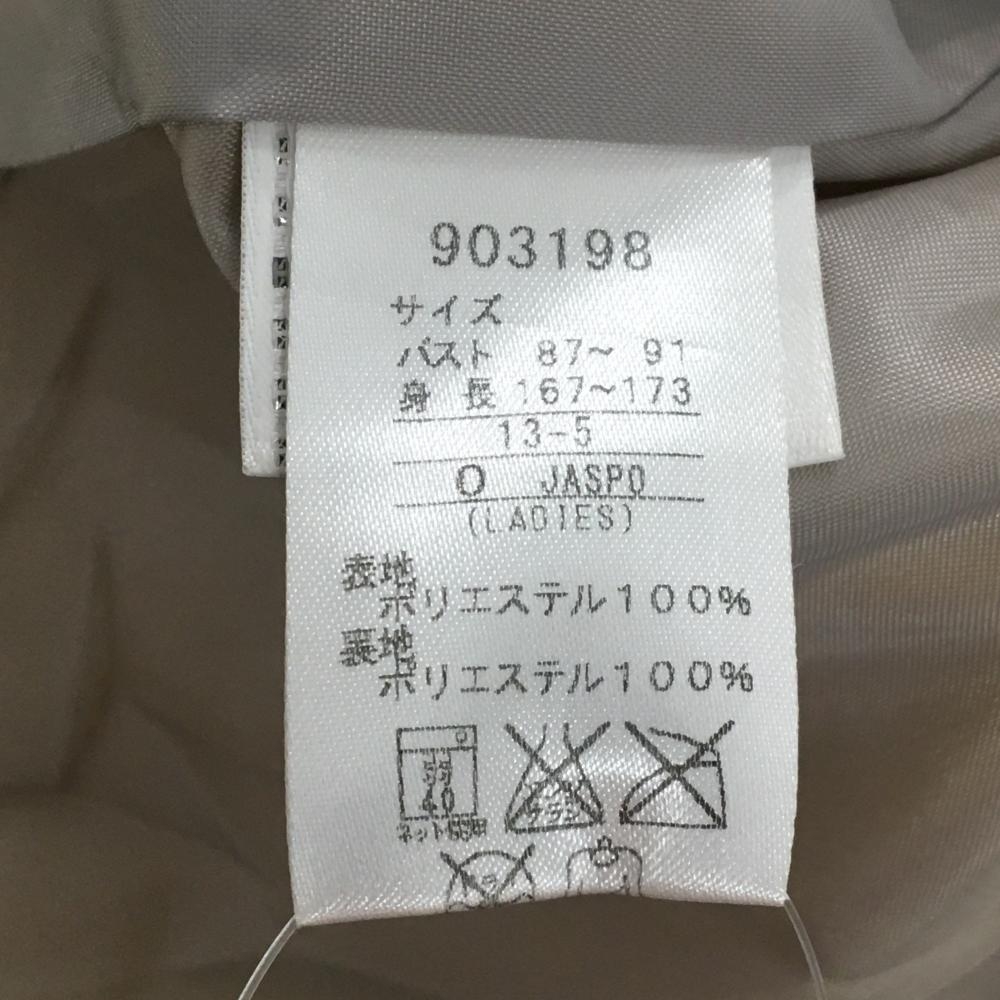 903198
サイズ
バスト 87~ 91
身 長 167~173
13-5
O JASPO
(LADIES)
表地
ポリエステル100%
裏地
ポリエステル100%
弱
40
ネット使用